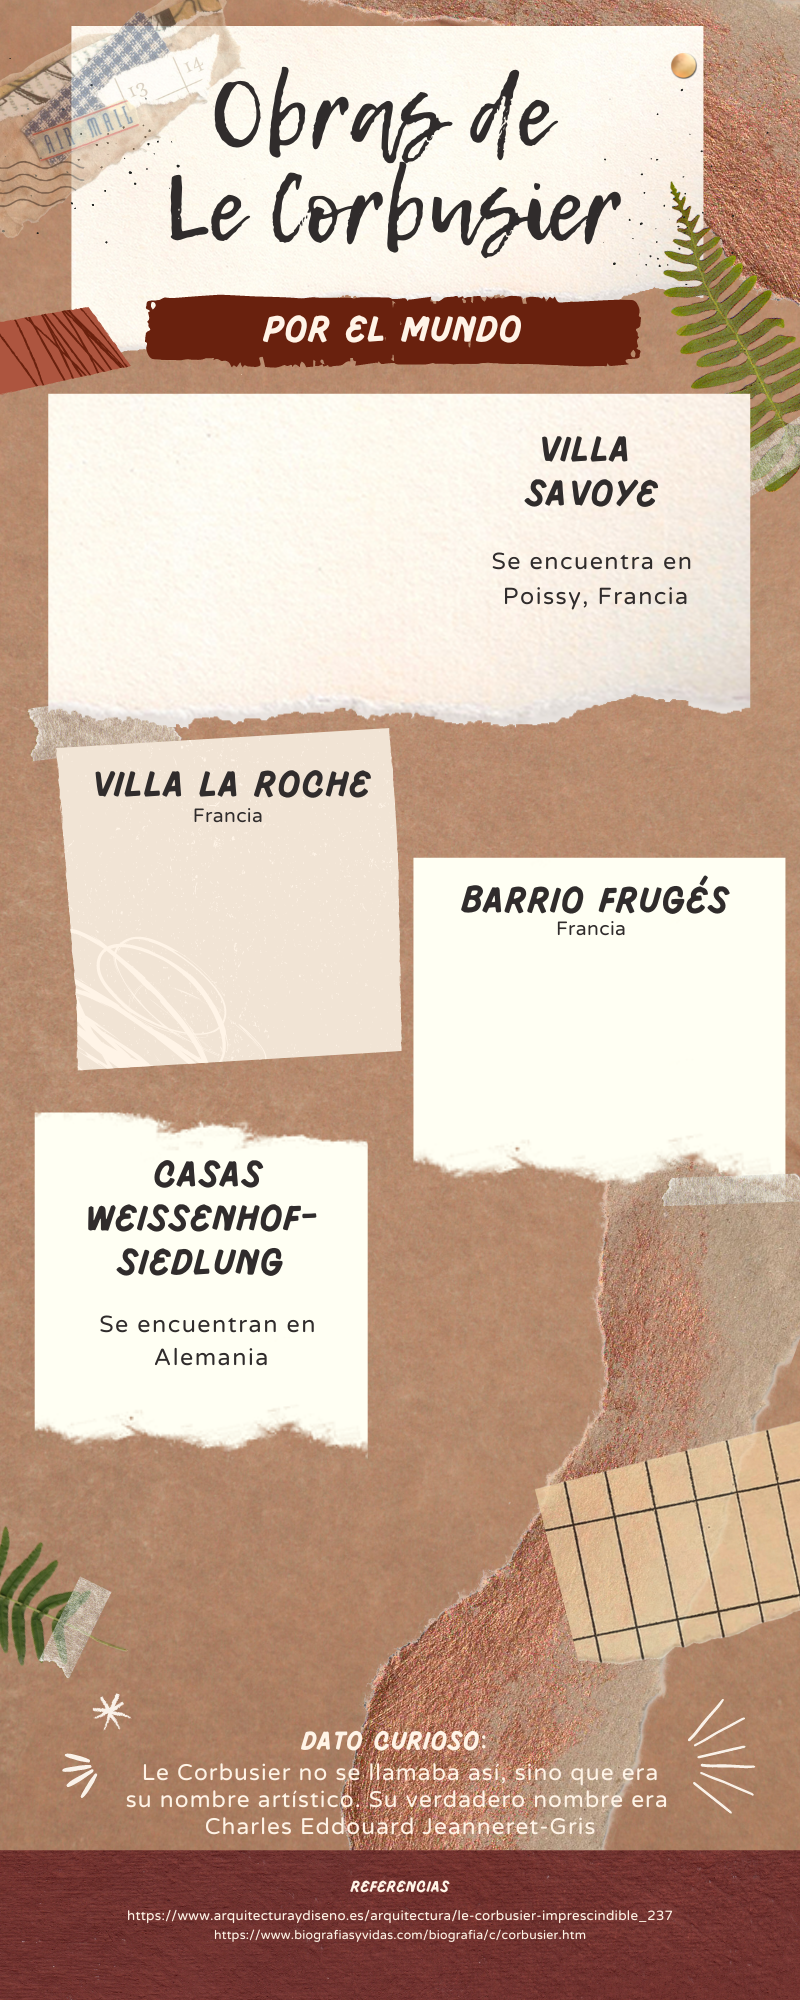 13
14
AIR-MAIL
Obras de
Le Corbusier
POR EL MUNDO
VILLA
SAVOYE
Se encuentra en
Poissy, Francia
VILLA LA ROCHE
Francia
BARRIO FRUGÉS
Francia
CASAS
WEISSENHOF-
SIEDLUNG
Se encuentran en
Alemania
DATO CURIOSO:
Le Corbusier no se llamaba así, sino que era
su nombre artístico. Su verdadero nombre era
Charles Eddouard Jeanneret-Gris
REFERENCIAS
https://www.arquitecturaydiseno.es/arquitectura/le-corbusier-imprescindible_237
https://www.biografiasyvidas.com/biografia/c/corbusier.htm